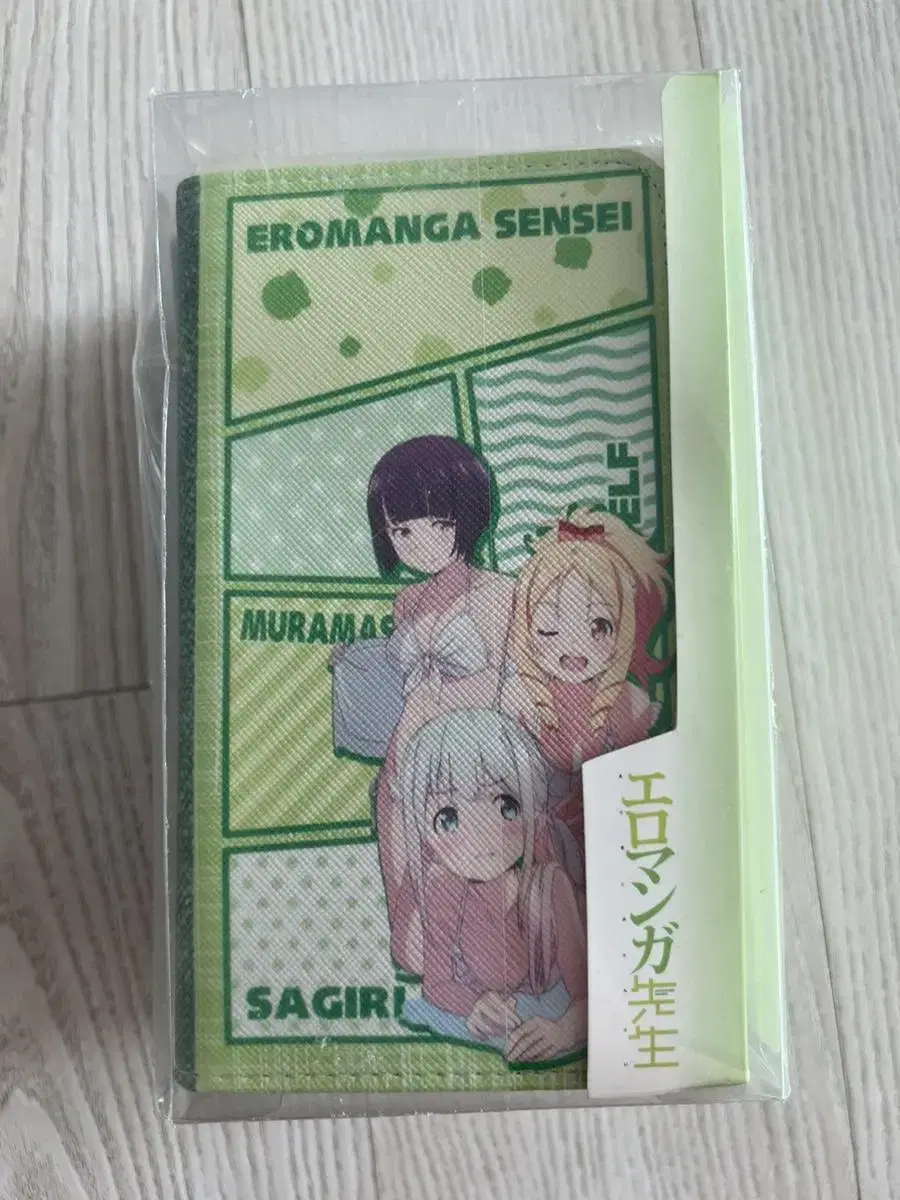 EROMANGA SENSEI
ELF
MURAMAS
SAGIRI
エロマンガ先生